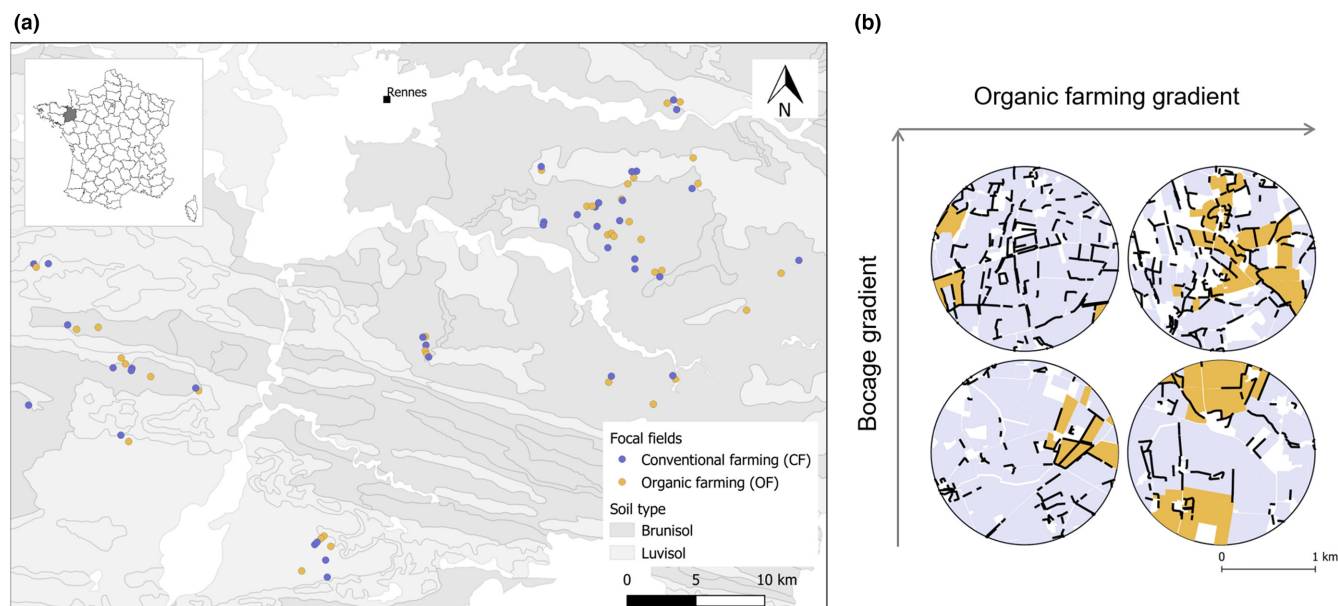 (a)
Rennes
N
Focal fields
Conventional farming (CF)
Organic farming (OF)
Soil type
Brunisol
Luvisol
0 5 10 km
(b)
Organic farming gradient
Bocage gradient
0 1 km